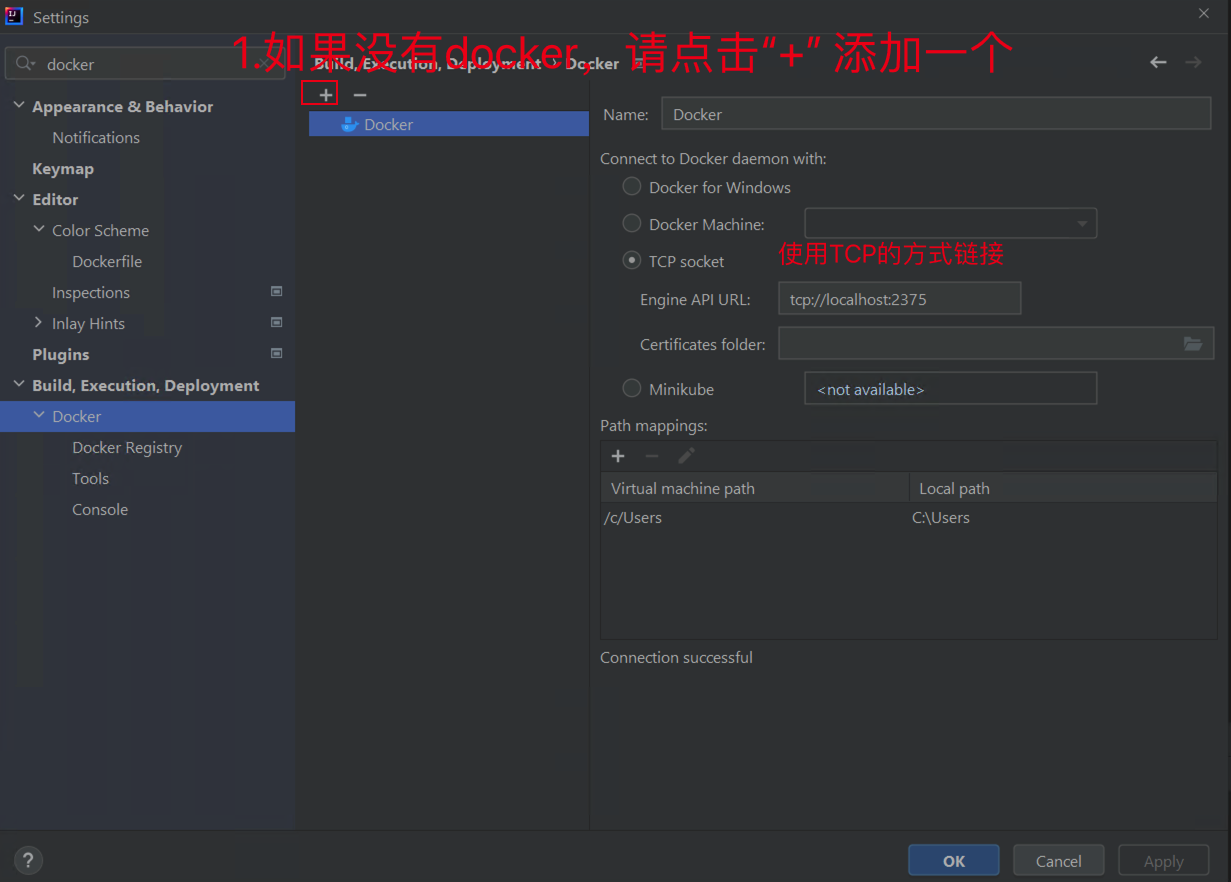 Settings
1.如果没有docker，请点击“+” 添加一个
docker
Build, Execution, Deployment › Docker
Appearance & Behavior
Notifications
Keymap
Editor
Color Scheme
Dockerfile
Inspections
Inlay Hints
Plugins
Build, Execution, Deployment
Docker
Docker Registry
Tools
Console
Docker
Name: Docker
Connect to Docker daemon with:
Docker for Windows
Docker Machine:
TCP socket
使用TCP的方式链接
Engine API URL: tcp://localhost:2375
Certificates folder:
Minikube <not available>
Path mappings:
Virtual machine path Local path
/c/Users C:\Users
Connection successful
? OK Cancel Apply